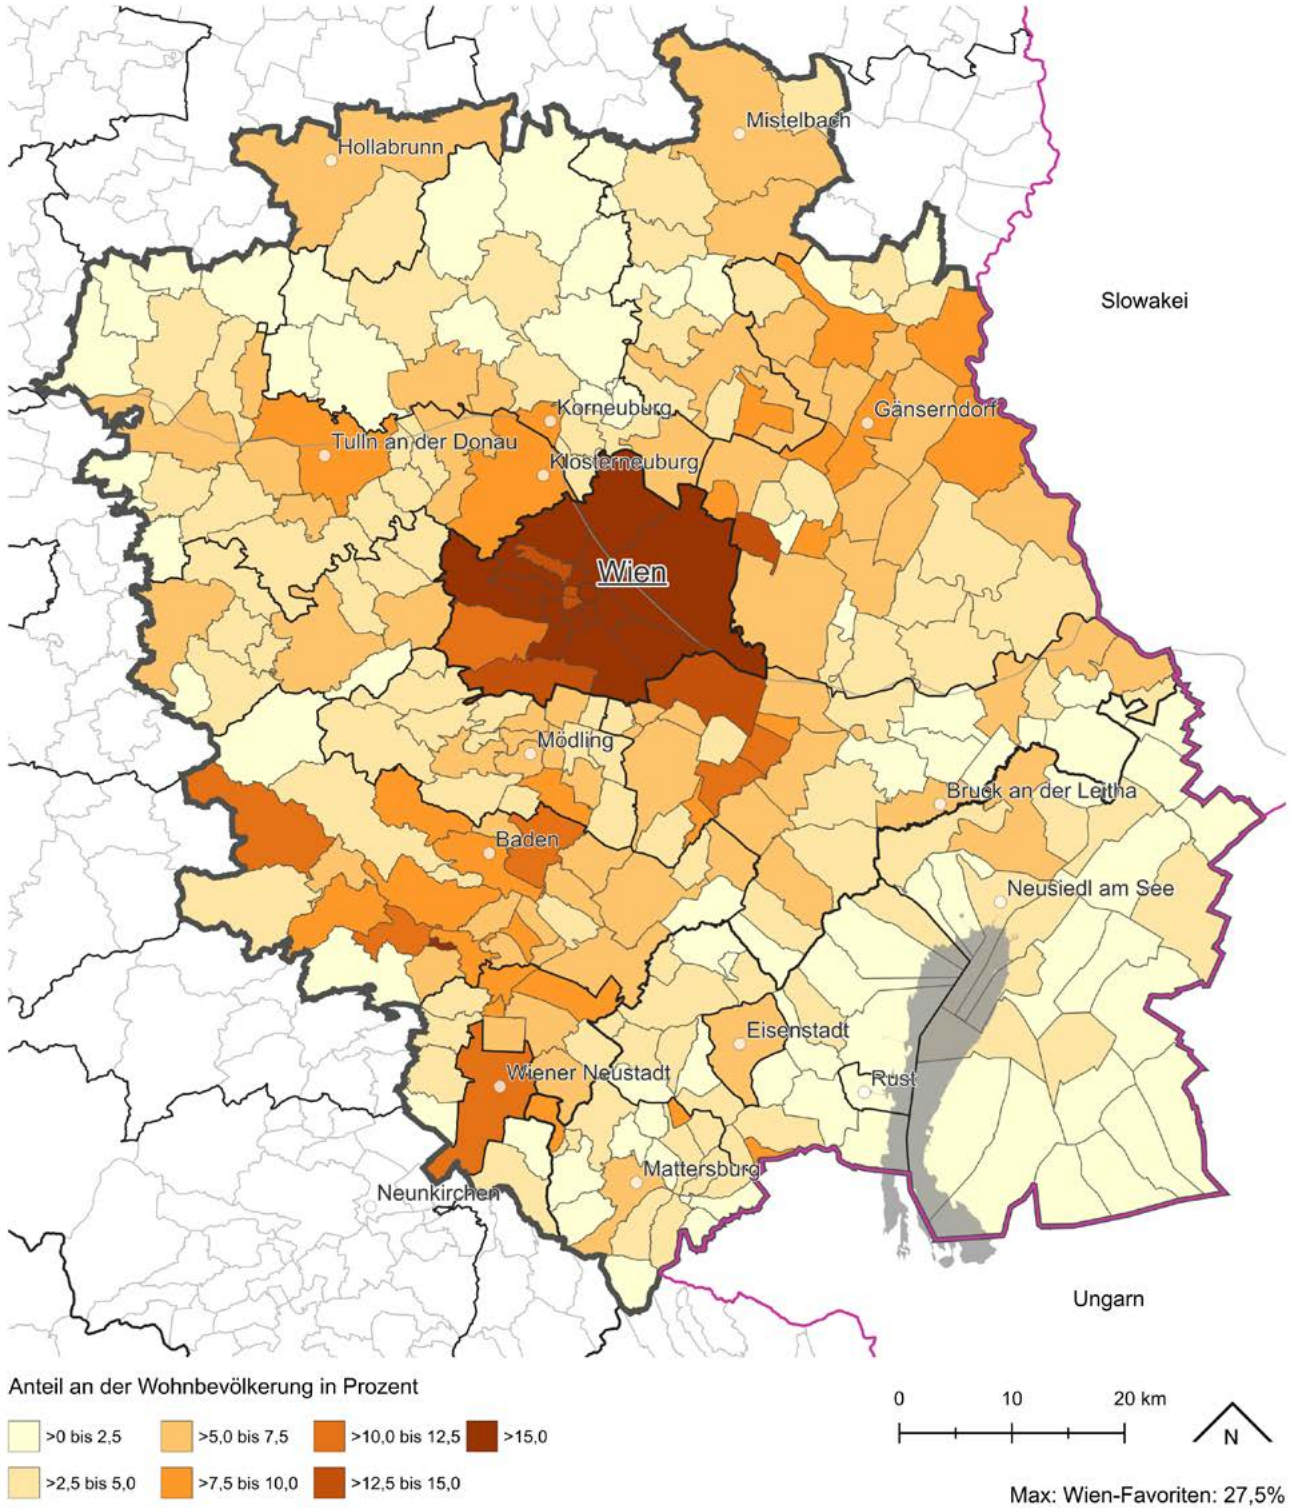 Mistelbach
Hollabrunn
Slowakei
Korneuburg
Gänserndorf
Tulln an der Donau
Klosterneuburg
Wien
Mödling
Bruck an der Leitha
Baden
Neusiedl am See
Eisenstadt
Wiener Neustadt
Rust
Mattersburg
Neunkirchen
Ungarn
Anteil an der Wohnbevölkerung in Prozent
>0 bis 2,5
>5,0 bis 7,5
>10,0 bis 12,5
>15,0
>2,5 bis 5,0
>7,5 bis 10,0
>12,5 bis 15,0
0 10 20 km
N
Max: Wien-Favoriten: 27,5%